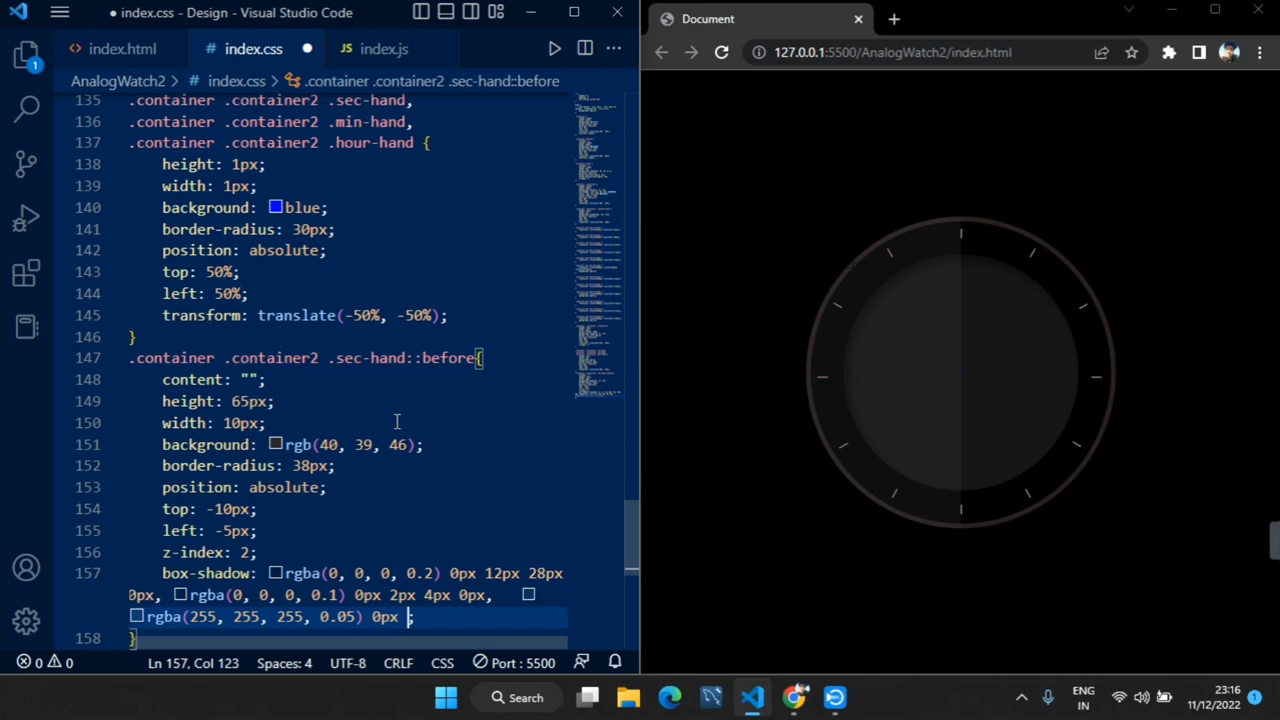 index.css - Design - Visual Studio Code
index.html
index.css
JS index.js
AnalogWatch2 > # index.css > .container .container2 .sec-hand::before
135 .container .container2 .sec-hand,
136 .container .container2 .min-hand,
137 .container .container2 .hour-hand {
138 height: 1px;
139 width: 1px;
140 background: blue;
141 border-radius: 30px;
142 position: absolute;
143 top: 50%;
144 left: 50%;
145 transform: translate(-50%, -50%);
146 }
147 .container .container2 .sec-hand::before{
148 content: "";
149 height: 65px;
150 width: 10px;
151 background: rgb(40, 39, 46);
152 border-radius: 38px;
153 position: absolute;
154 top: -10px;
155 left: -5px;
156 z-index: 2;
157 box-shadow: rgba(0, 0, 0, 0.2) 0px 12px 28px
0px, rgba(0, 0, 0, 0.1) 0px 2px 4px 0px,
rgba(255, 255, 255, 0.05) 0px ;
158 }
0 0 Ln 157, Col 123 Spaces: 4 UTF-8 CRLF CSS Port : 5500
Document
127.0.0.1:5500/AnalogWatch2/index.html
1
Search
ENG
IN
23:16
11/12/2022
1